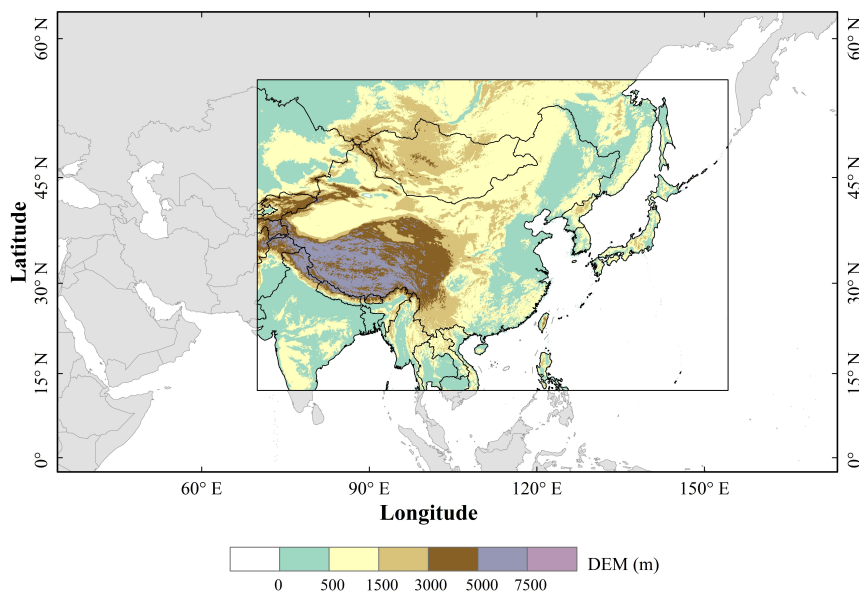 60° N
60° N
45° N
45° N
30° N
30° N
15° N
15° N
0°
0°
Latitude
60° E
90° E
120° E
150° E
Longitude
DEM (m)
0
500
1500
3000
5000
7500